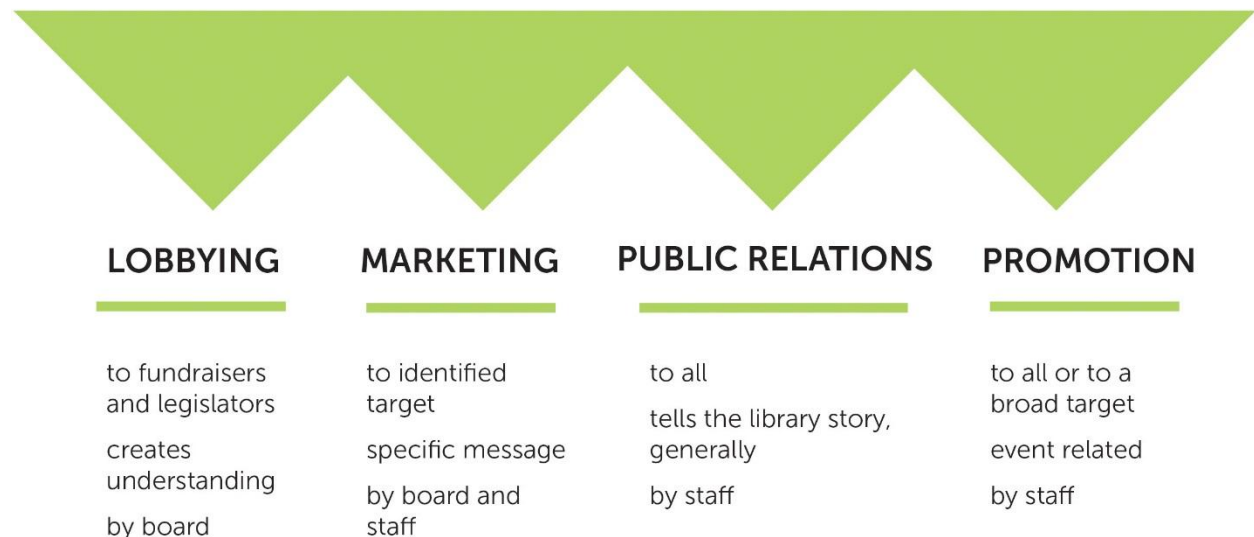 LOBBYING
to fundraisers
and legislators
creates
understanding
by board
MARKETING
to identified
target
specific message
by board and
staff
PUBLIC RELATIONS
to all
tells the library story,
generally
by staff
PROMOTION
to all or to a
broad target
event related
by staff